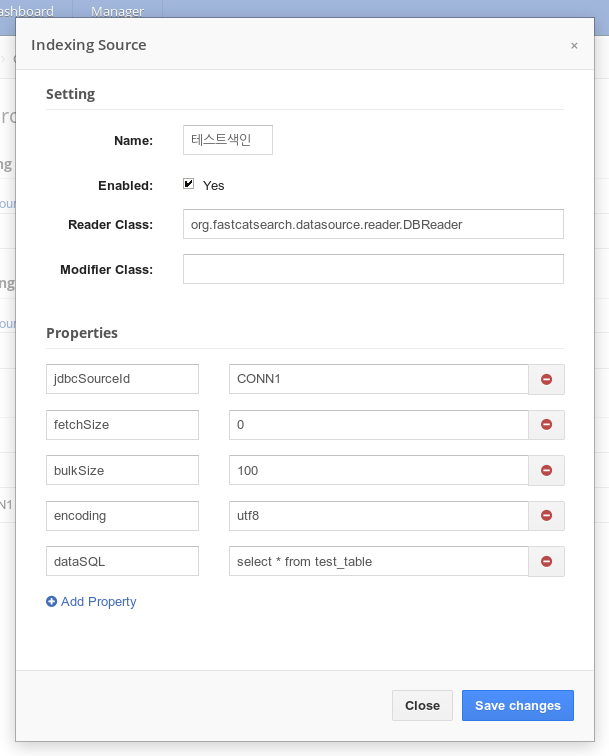 ashboard Manager
Indexing Source ×
Setting
Name: 테스트색인
Enabled: Yes
Reader Class: org.fastcatsearch.datasource.reader.DBReader
Modifier Class:
Properties
jdbcSourceId CONN1
fetchSize 0
bulkSize 100
encoding utf8
N1
dataSQL select * from test_table
Add Property
Close Save changes